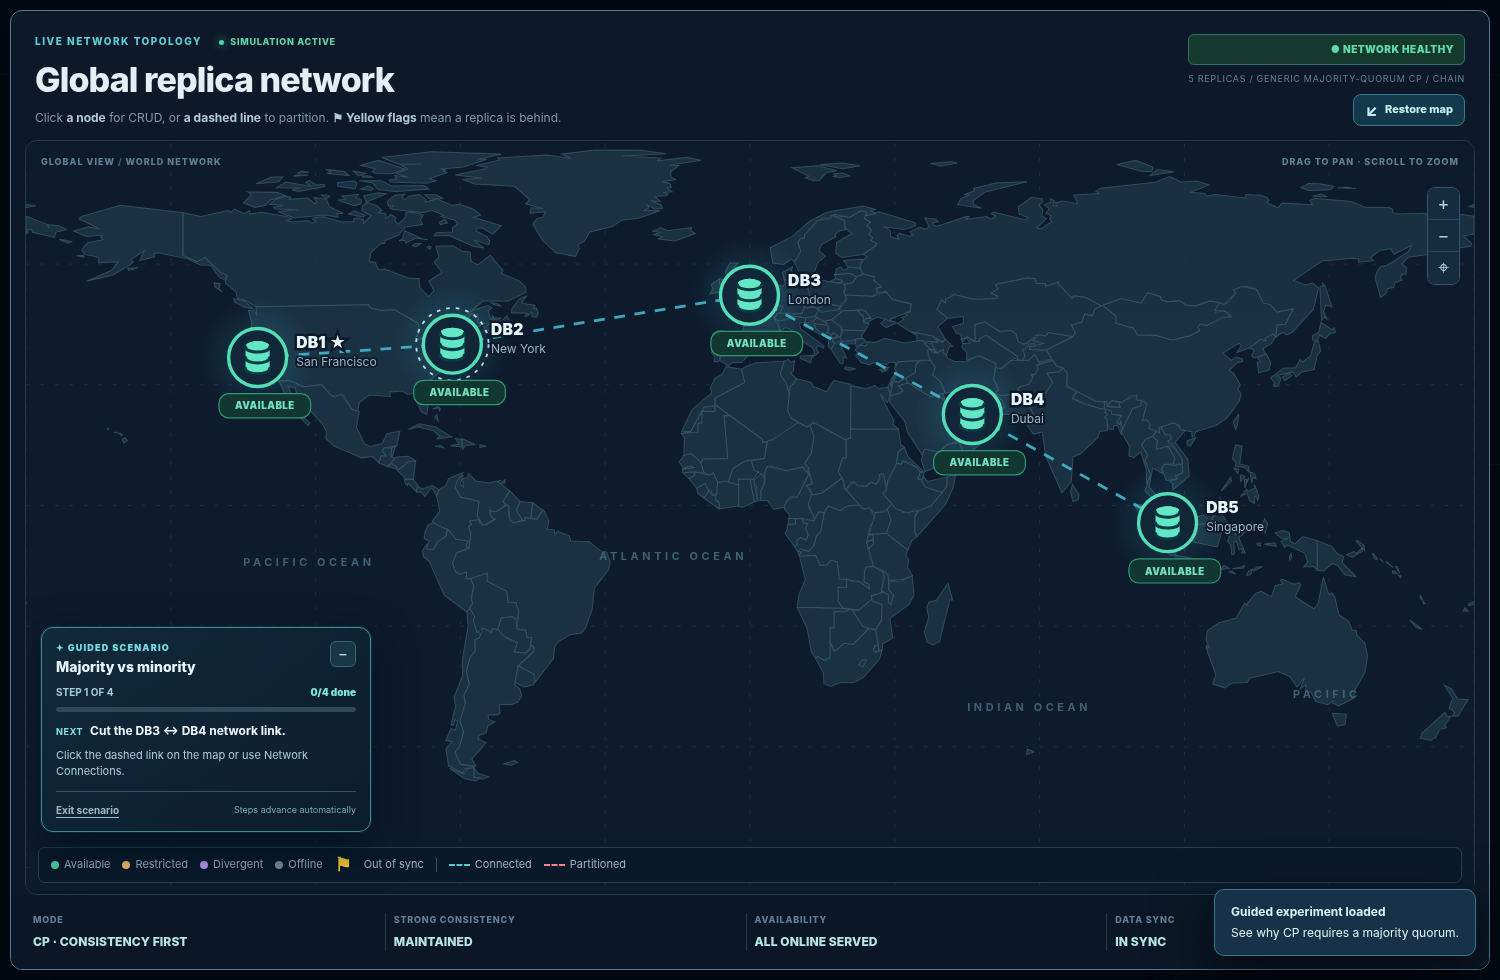 LIVE NETWORK TOPOLOGY
SIMULATION ACTIVE
Global replica network
Click a node for CRUD, or a dashed line to partition. ⚑ Yellow flags mean a replica is behind.
NETWORK HEALTHY
5 REPLICAS / GENERIC MAJORITY-QUORUM CP / CHAIN
↙ Restore map
GLOBAL VIEW / WORLD NETWORK
DRAG TO PAN · SCROLL TO ZOOM
+
−
⌖
DB1 ★
San Francisco
AVAILABLE
DB2
New York
AVAILABLE
DB3
London
AVAILABLE
DB4
Dubai
AVAILABLE
DB5
Singapore
AVAILABLE
PACIFIC OCEAN
ATLANTIC OCEAN
INDIAN OCEAN
PACIFIC
✦ GUIDED SCENARIO
Majority vs minority
−
STEP 1 OF 4
0/4 done
NEXT Cut the DB3 ↔ DB4 network link.
Click the dashed link on the map or use Network
Connections.
Exit scenario
Steps advance automatically
Available
Restricted
Divergent
Offline
Out of sync
Connected
Partitioned
MODE
CP · CONSISTENCY FIRST
STRONG CONSISTENCY
MAINTAINED
AVAILABILITY
ALL ONLINE SERVED
DATA SYNC
IN SYNC
Guided experiment loaded
See why CP requires a majority quorum.